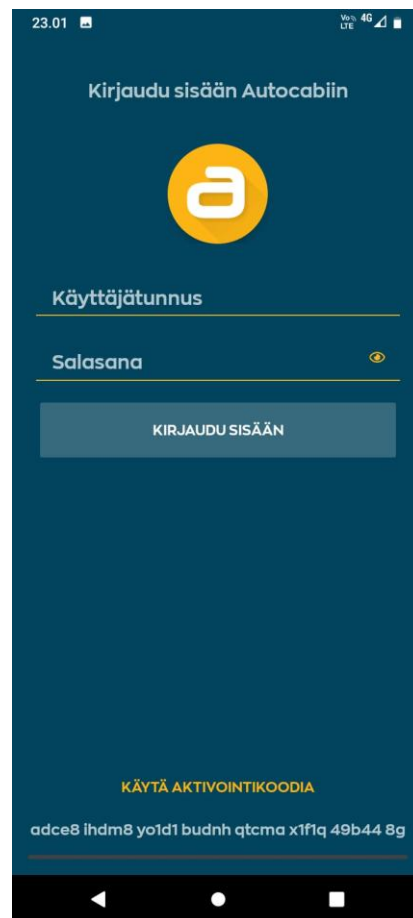 23.01 Vo)) LTE 4G
Kirjaudu sisään Autocabiin
a
Käyttäjätunnus
Salasana
KIRJAUDU SISÄÄN
KÄYTÄ AKTIVOINTIKOODIA
adce8 ihdm8 yo1d1 budnh qtcma x1f1q 49b44 8g